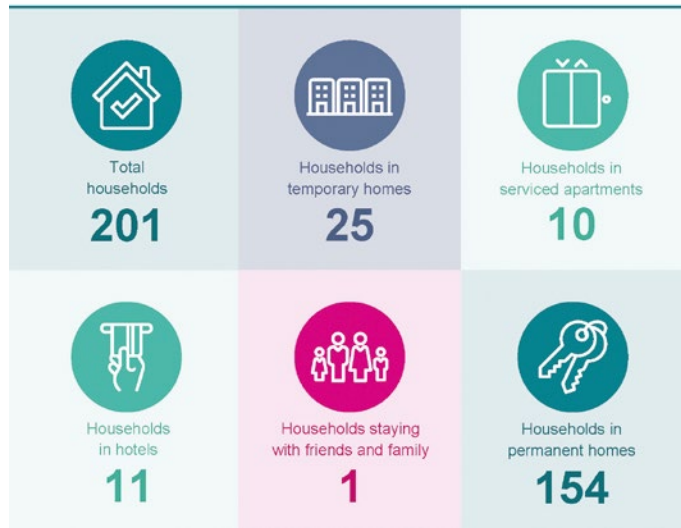 Total
households
201
Households in
temporary homes
25
Households in
serviced apartments
10
Households
in hotels
11
Households staying
with friends and family
1
Households in
permanent homes
154